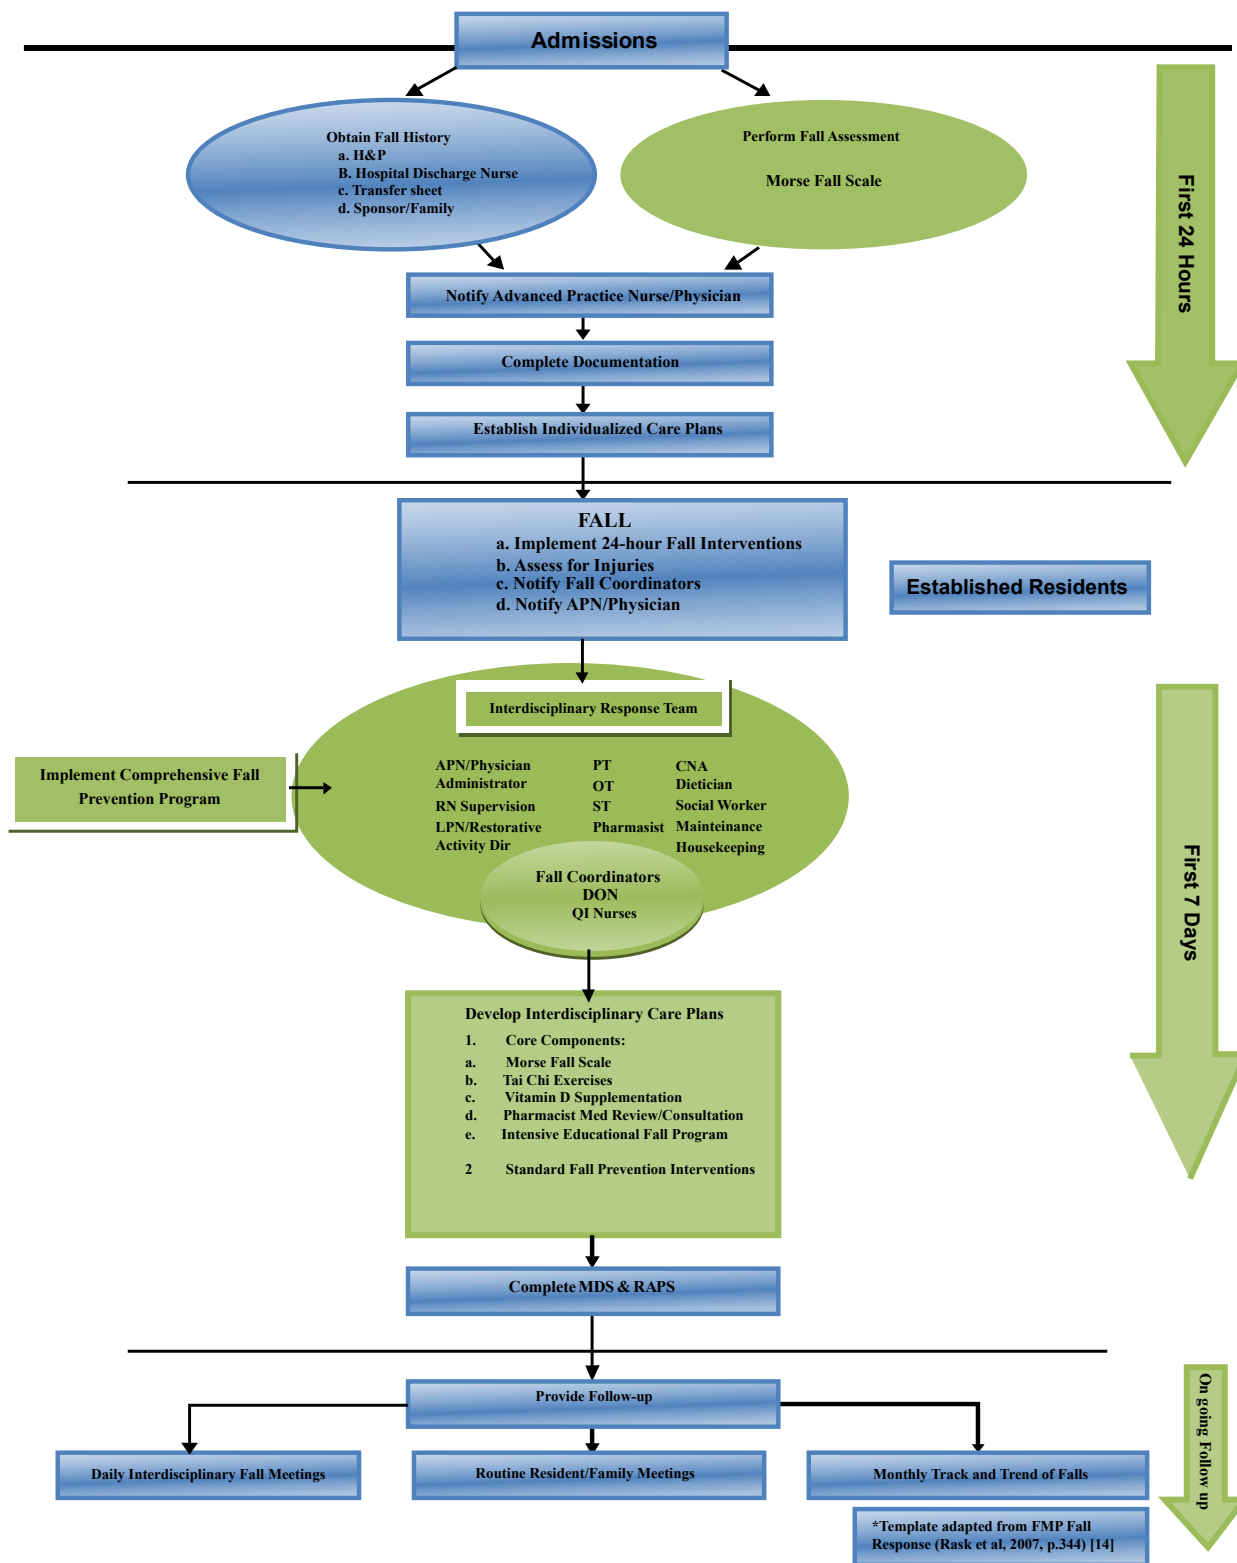 Admissions
Obtain Fall History
a. H&P
B. Hospital Discharge Nurse
c. Transfer sheet
d. Sponsor/Family
Perform Fall Assessment
Morse Fall Scale
First 24 Hours
Notify Advanced Practice Nurse/Physician
Complete Documentation
Establish Individualized Care Plans
FALL
a. Implement 24-hour Fall Interventions
b. Assess for Injuries
c. Notify Fall Coordinators
d. Notify APN/Physician
Established Residents
Interdisciplinary Response Team
Implement Comprehensive Fall
Prevention Program
APN/Physician
Administrator
RN Supervision
LPN/Restorative
Activity Dir
PT
OT
ST
Pharmasist
CNA
Dietician
Social Worker
Mainteinance
Housekeeping
Fall Coordinators
DON
QI Nurses
First 7 Days
Develop Interdisciplinary Care Plans
1. Core Components:
a. Morse Fall Scale
b. Tai Chi Exercises
c. Vitamin D Supplementation
d. Pharmacist Med Review/Consultation
e. Intensive Educational Fall Program
2 Standard Fall Prevention Interventions
Complete MDS & RAPS
Provide Follow-up
On going Follow up
Daily Interdisciplinary Fall Meetings
Routine Resident/Family Meetings
Monthly Track and Trend of Falls
*Template adapted from FMP Fall
Response (Rask et al, 2007, p.344) [14]